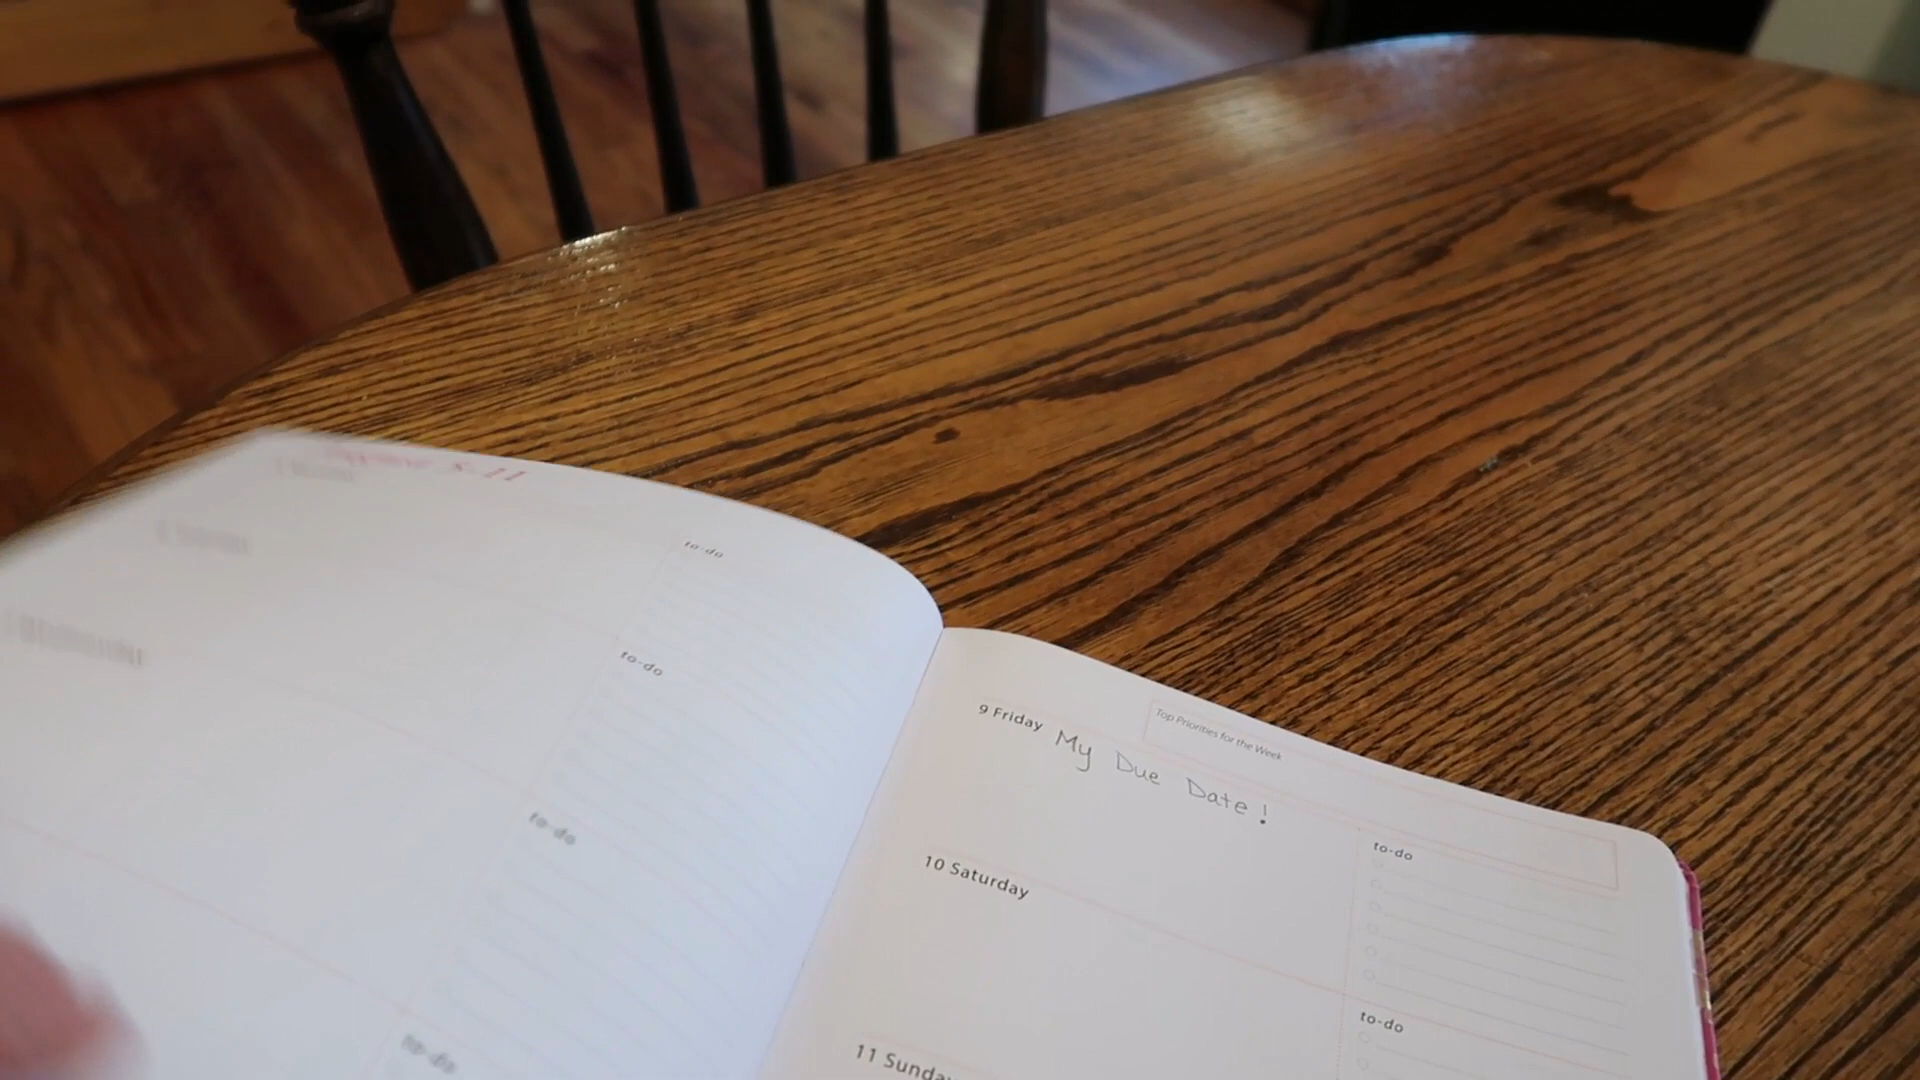 to-do
to-do
to-do
to-do
Top Priorities for the Week
9 Friday My Due Date!
to-do
10 Saturday
to-do
11 Sunday